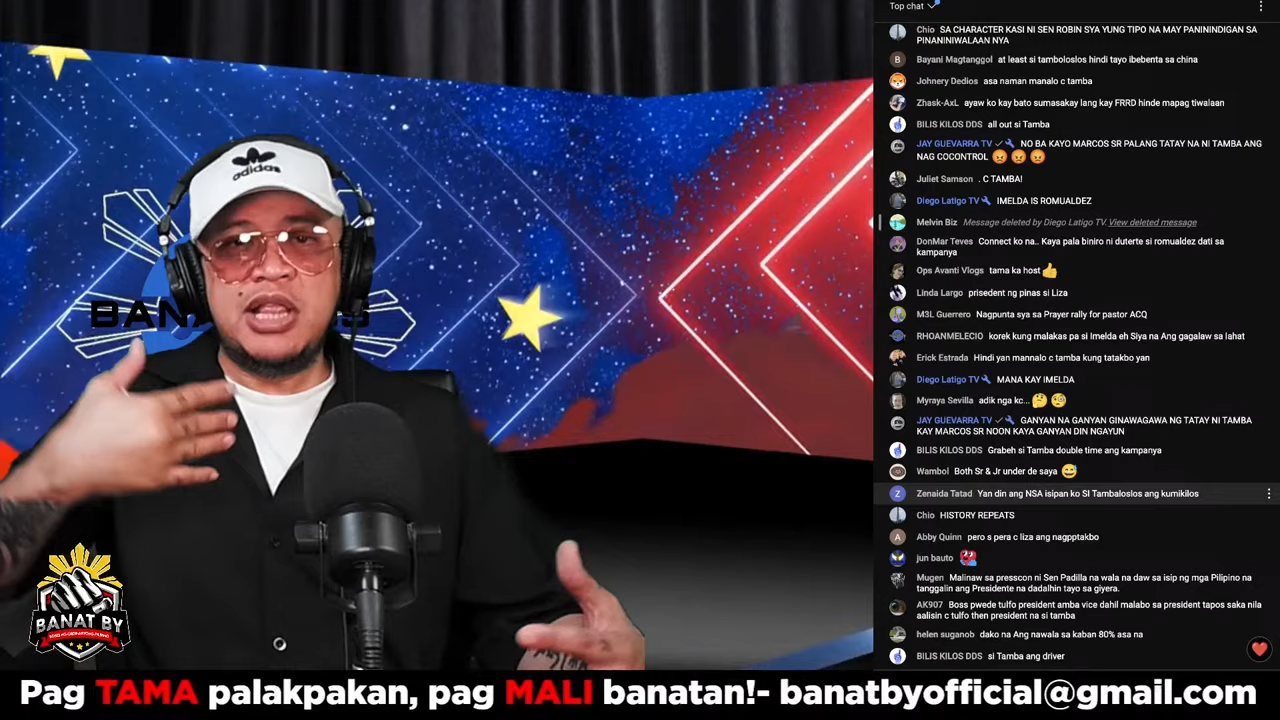 Top chat
Chio SA CHARACTER KASI NI SEN ROBIN SYA YUNG TIPO NA MAY PANININDIGAN SA
PINANINIWALAAN NYA
B Bayani Magtanggol at least si tamboloslos hindi tayo ibebenta sa china
Johnery Dedios asa naman manalo c tamba
Zhask-AxL ayaw ko kay bato sumasakay lang kay FRRD hinde mapag tiwalaan
BILIS KILOS DDS all out si Tamba
JAY GUEVARRA TV NO BA KAYO MARCOS SR PALANG TATAY NA NI TAMBA ANG
NAG COCONTROL 😡 😡 😡
Juliet Samson . C TAMBA!
Diego Latigo TV IMELDA IS ROMUALDEZ
Melvin Biz Message deleted by Diego Latigo TV. View deleted message
DonMar Teves Connect ko na.. Kaya pala biniro ni duterte si romualdez dati sa
kampanya
Ops Avanti Vlogs tama ka host👍
Linda Largo prisedent ng pinas si Liza
M3L Guerrero Nagpunta sya sa Prayer rally for pastor ACQ
RHOANMELECIO korek kung malakas pa si Imelda eh Siya na Ang gagalaw sa lahat
Erick Estrada Hindi yan mannalo c tamba kung tatakbo yan
Diego Latigo TV MANA KAY IMELDA
Myraya Sevilla adik nga kc... 🤔 🧐
JAY GUEVARRA TV GANYAN NA GANYAN GINAWAGAWA NG TATAY NI TAMBA
KAY MARCOS SR NOON KAYA GANYAN DIN NGAYUN
BILIS KILOS DDS Grabeh si Tamba double time ang kampanya
Wambol Both Sr & Jr under de saya 😅
Z Zenaida Tatad Yan din ang NSA isipan ko SI Tambaloslos ang kumikilos
Chio HISTORY REPEATS
A Abby Quinn pero s pera c liza ang nagpptakbo
jun bauto
Mugen Malinaw sa presscon ni Sen Padilla na wala na daw sa isip ng mga Pilipino na
tanggalin ang Presidente na dadalhin tayo sa giyera.
AK907 Boss pwede tulfo president amba vice dahil malabo sa president tapos saka nila
aalisin c tulfo then president na si tamba
helen suganob dako na Ang nawala sa kaban 80% asa na
BILIS KILOS DDS si Tamba ang driver
adidas
BAN
S
BANAT BY
Pag TAMA palakpakan, pag MALI banatan!- banatbyofficial@gmail.com